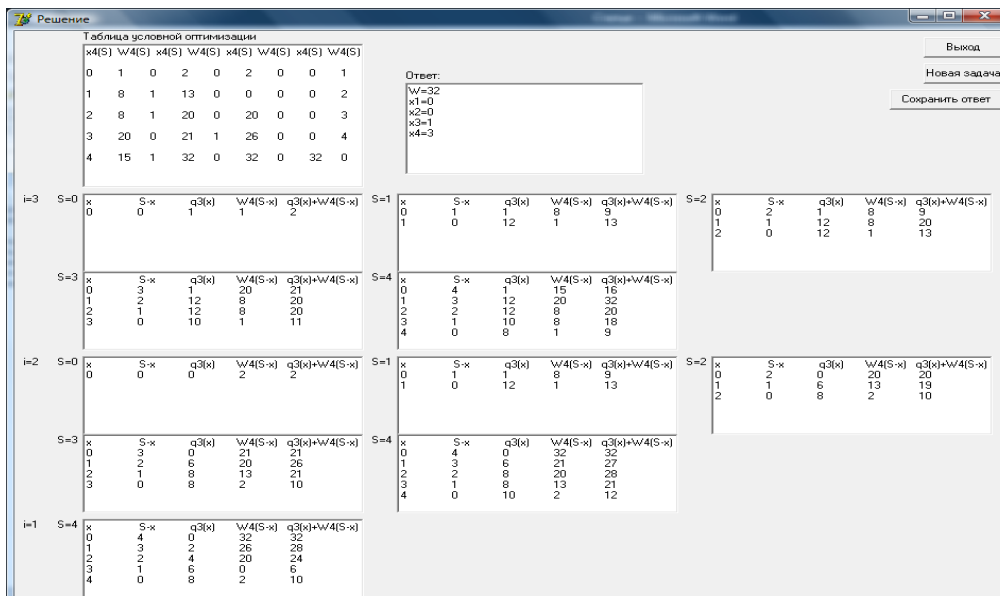 Решение
Таблица условной оптимизации
x4(S) W4(S) x4(S) W4(S) x4(S) W4(S) x4(S) W4(S)
0 1 0 2 0 2 0 0 1
1 8 1 13 0 0 0 0 2
2 8 1 20 0 20 0 0 3
3 20 0 21 1 26 0 0 4
4 15 1 32 0 32 0 32 0
Ответ:
W=32
x1=0
x2=0
x3=1
x4=3
Выход
Новая задача
Сохранить ответ
i=3
S=0
x S-x q3(x) W4(S-x) q3(x)+W4(S-x)
0 0 1 1 2
S=1
x S-x q3(x) W4(S-x) q3(x)+W4(S-x)
0 1 1 8 9
1 0 12 1 13
S=2
x S-x q3(x) W4(S-x) q3(x)+W4(S-x)
0 2 1 8 9
1 1 12 8 20
2 0 12 1 13
S=3
x S-x q3(x) W4(S-x) q3(x)+W4(S-x)
0 3 1 20 21
1 2 12 8 20
2 1 12 8 20
3 0 10 1 11
S=4
x S-x q3(x) W4(S-x) q3(x)+W4(S-x)
0 4 1 15 16
1 3 12 20 32
2 2 12 8 20
3 1 10 8 18
4 0 8 1 9
i=2
S=0
x S-x q3(x) W4(S-x) q3(x)+W4(S-x)
0 0 0 2 2
S=1
x S-x q3(x) W4(S-x) q3(x)+W4(S-x)
0 1 1 8 9
1 0 12 1 13
S=2
x S-x q3(x) W4(S-x) q3(x)+W4(S-x)
0 2 0 20 20
1 1 6 13 19
2 0 8 2 10
S=3
x S-x q3(x) W4(S-x) q3(x)+W4(S-x)
0 3 0 21 21
1 2 6 20 26
2 1 8 13 21
3 0 8 2 10
S=4
x S-x q3(x) W4(S-x) q3(x)+W4(S-x)
0 4 0 32 32
1 3 6 21 27
2 2 8 20 28
3 1 8 13 21
4 0 10 2 12
i=1
S=4
x S-x q3(x) W4(S-x) q3(x)+W4(S-x)
0 4 0 32 32
1 3 2 26 28
2 2 4 20 24
3 1 6 0 6
4 0 8 2 10